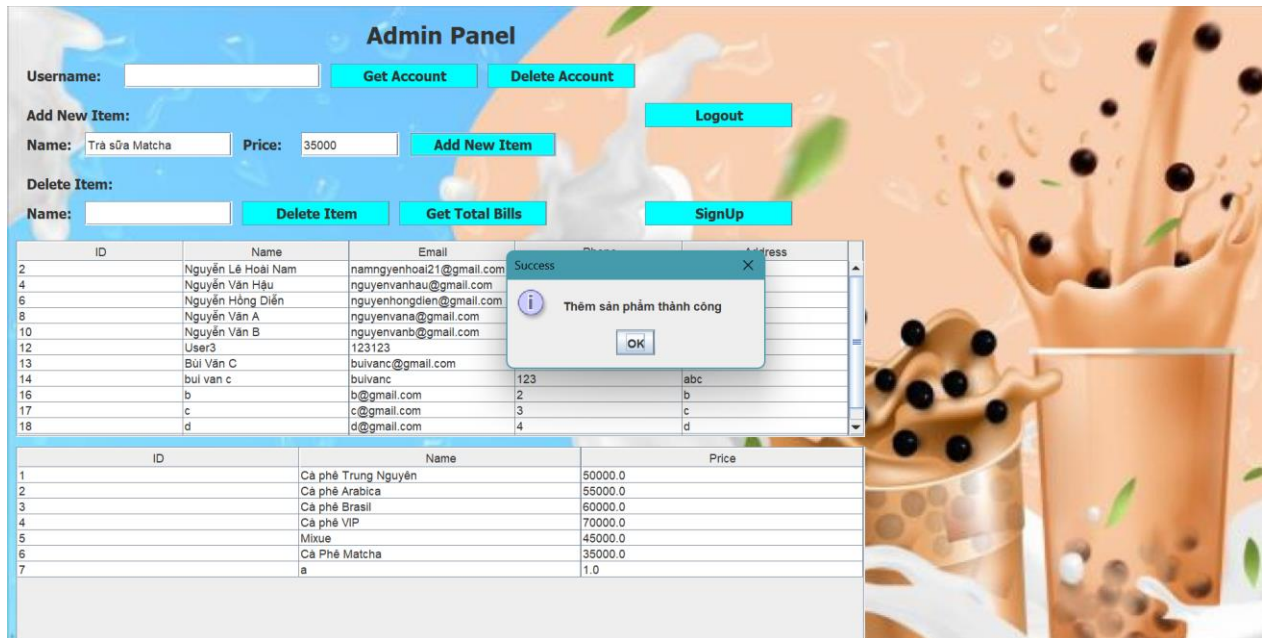 Admin Panel
Username: Get Account Delete Account
Add New Item: Logout
Name: Trà sữa Matcha Price: 35000 Add New Item
Delete Item:
Name: Delete Item Get Total Bills SignUp
ID Name Email
Success
Thêm sản phẩm thành công
OK
2 Nguyễn Lê Hoài Nam namngyenhoai21@gmail.com
4 Nguyễn Văn Hậu nguyenvanhau@gmail.com
6 Nguyễn Hồng Diễn nguyenhongdien@gmail.com
8 Nguyễn Văn A nguyenvana@gmail.com
10 Nguyễn Văn B nguyenvanb@gmail.com
12 User3 123123
13 Bùi Văn C buivanc@gmail.com
14 bui van c buivanc 123 abc
16 b b@gmail.com 2 b
17 c c@gmail.com 3 c
18 d d@gmail.com 4 d
ID Name Price
1 Cà phê Trung Nguyên 50000.0
2 Cà phê Arabica 55000.0
3 Cà phê Brasil 60000.0
4 Cà phê VIP 70000.0
5 Mixue 45000.0
6 Cà Phê Matcha 35000.0
7 a 1.0